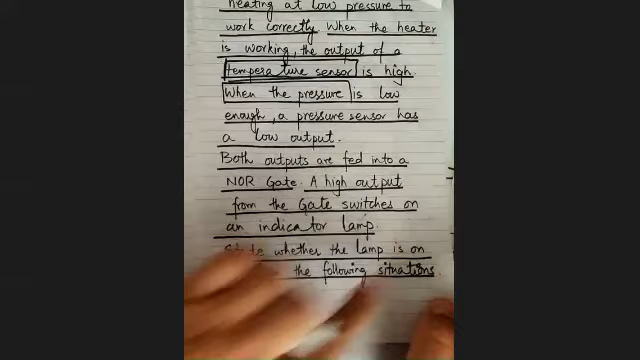 heating at low pressure to
work correctly. When the heater
is working, the output of a
temperature sensor is high.
When the pressure is low
enough, a pressure sensor has
a low output.
Both outputs are fed into a
NOR Gate. A high output
from the Gate switches on
an indicator lamp.
State whether the lamp is on
the following situations.